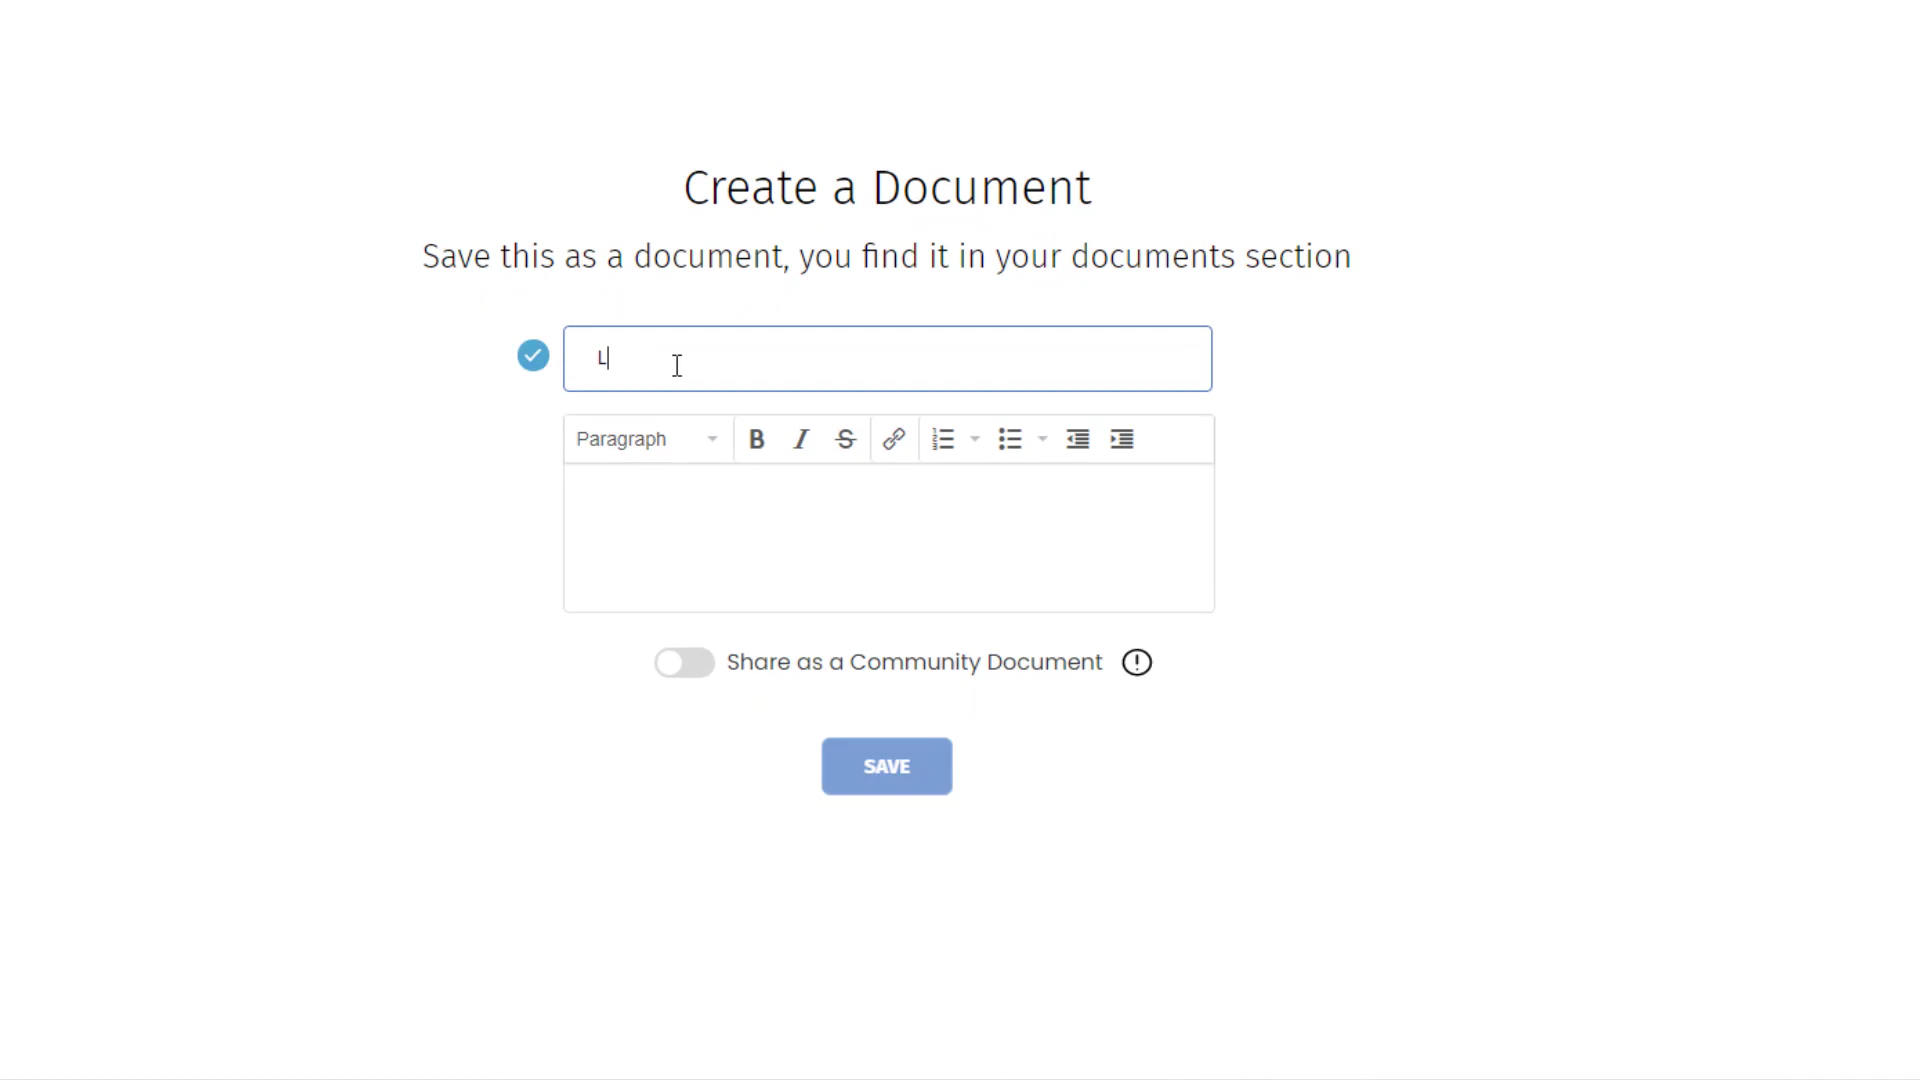 Create a Document
Save this as a document, you find it in your documents section
L
Paragraph B I S
Share as a Community Document
SAVE